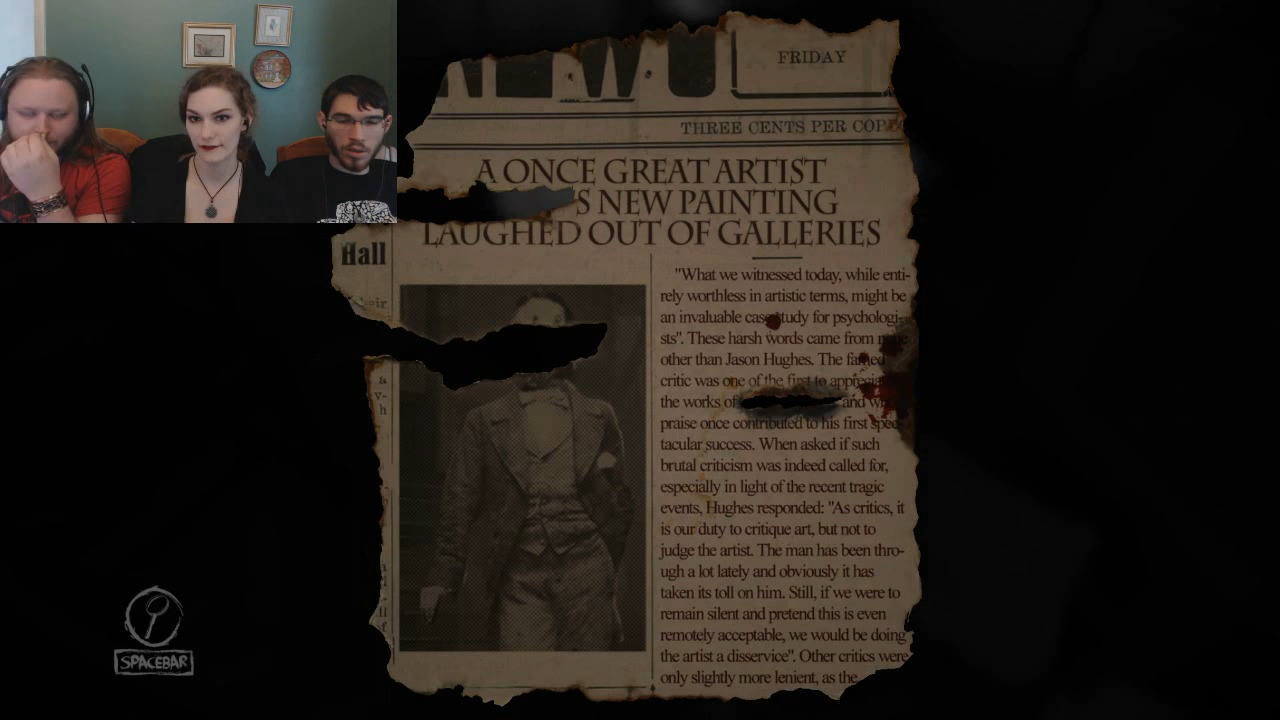 FRIDAY
THREE CENTS PER COPY
A ONCE GREAT ARTIST
'S NEW PAINTING
LAUGHED OUT OF GALLERIES
Hall
"What we witnessed today, while enti-
rely worthless in artistic terms, might be
an invaluable case study for psychologi-
sts". These harsh words came from none
other than Jason Hughes. The famed
critic was one of the first to apprecia
the works of and
praise once contributed to his first spec-
tacular success. When asked if such
brutal criticism was indeed called for,
especially in light of the recent tragic
events, Hughes responded: "As critics, it
is our duty to critique art, but not to
judge the artist. The man has been thro-
ugh a lot lately and obviously it has
taken its toll on him. Still, if we were to
remain silent and pretend this is even
remotely acceptable, we would be doing
the artist a disservice". Other critics were
only slightly more lenient, as the
SPACEBAR